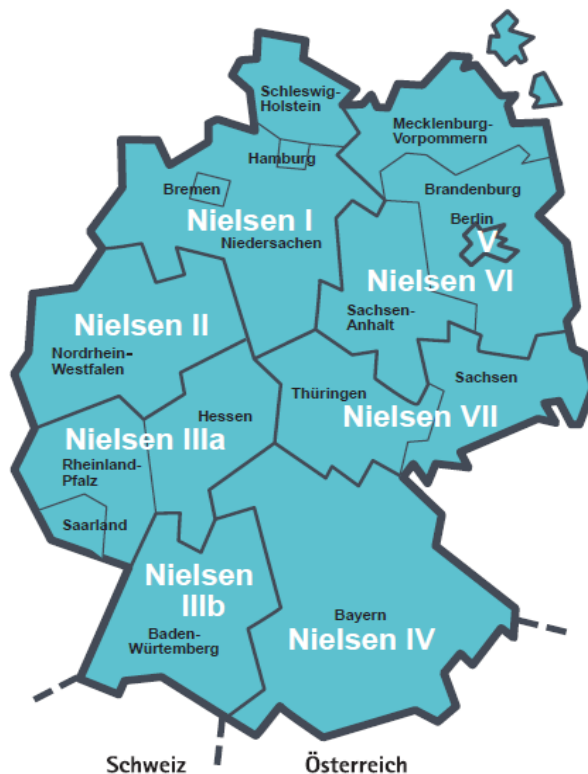 Schleswig-
Holstein
Mecklenburg-
Vorpommern
Hamburg
Bremen
Brandenburg
Berlin
V
Nielsen I
Niedersachen
Nielsen VI
Sachsen-
Anhalt
Nielsen II
Nordrhein-
Westfalen
Sachsen
Thüringen
Nielsen VII
Hessen
Nielsen IIIa
Rheinland-
Pfalz
Saarland
Nielsen
IIIb
Baden-
Würtemberg
Bayern
Nielsen IV
Schweiz
Österreich